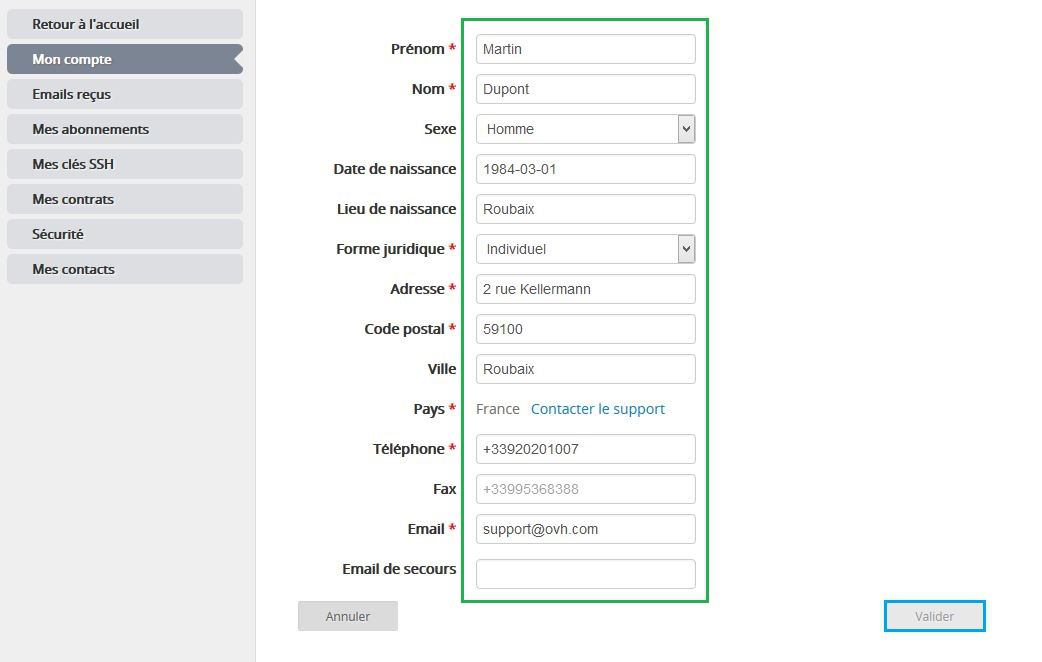 Retour à l'accueil
Mon compte
Emails reçus
Mes abonnements
Mes clés SSH
Mes contrats
Sécurité
Mes contacts
Prénom * Martin
Nom * Dupont
Sexe Homme
Date de naissance 1984-03-01
Lieu de naissance Roubaix
Forme juridique * Individuel
Adresse * 2 rue Kellermann
Code postal * 59100
Ville Roubaix
Pays * France Contacter le support
Téléphone * +33920201007
Fax +33995368388
Email * support@ovh.com
Email de secours
Annuler Valider